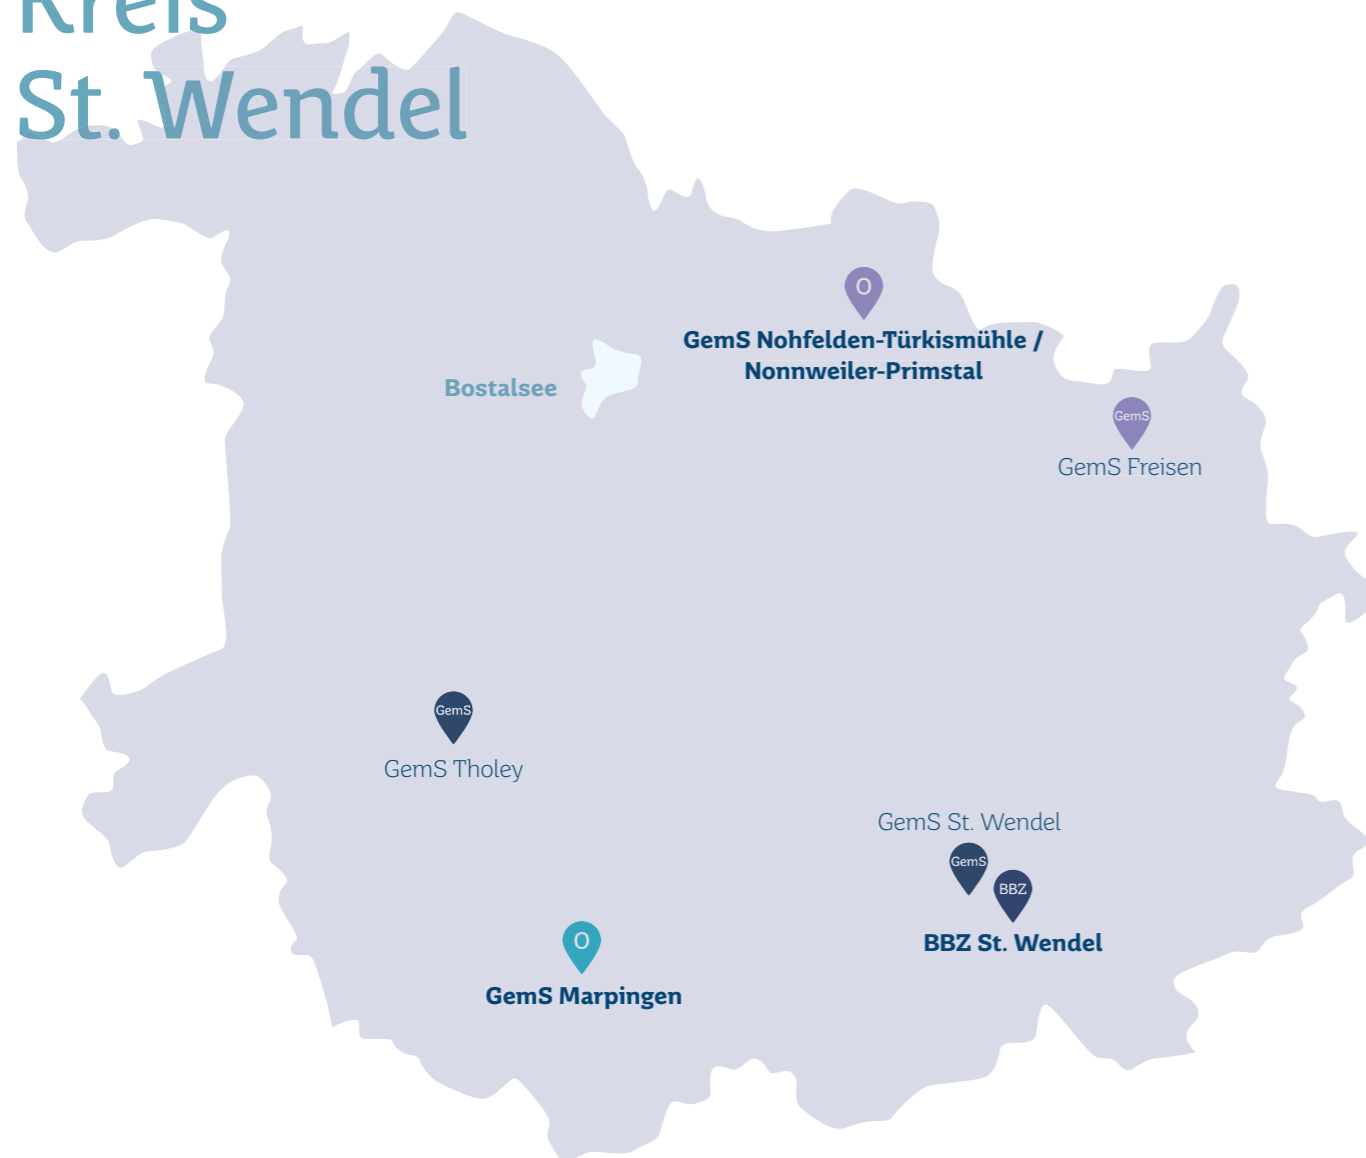 Kreis
St. Wendel
O
GemS Nohfelden-Türkismühle /
Nonnweiler-Primstal
Bostalsee
GemS
GemS Freisen
GemS
GemS Tholey
GemS St. Wendel
GemS
BBZ
BBZ St. Wendel
O
GemS Marpingen